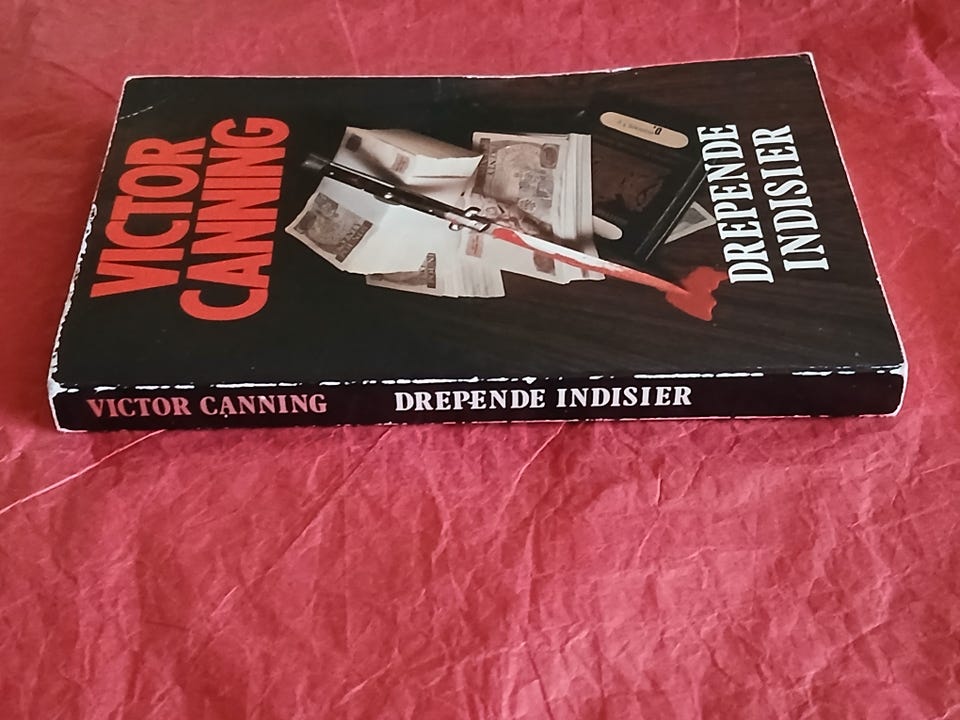 VICTOR
CANNING
DREPENDE
INDISIER
VICTOR CANNING DREPENDE INDISIER